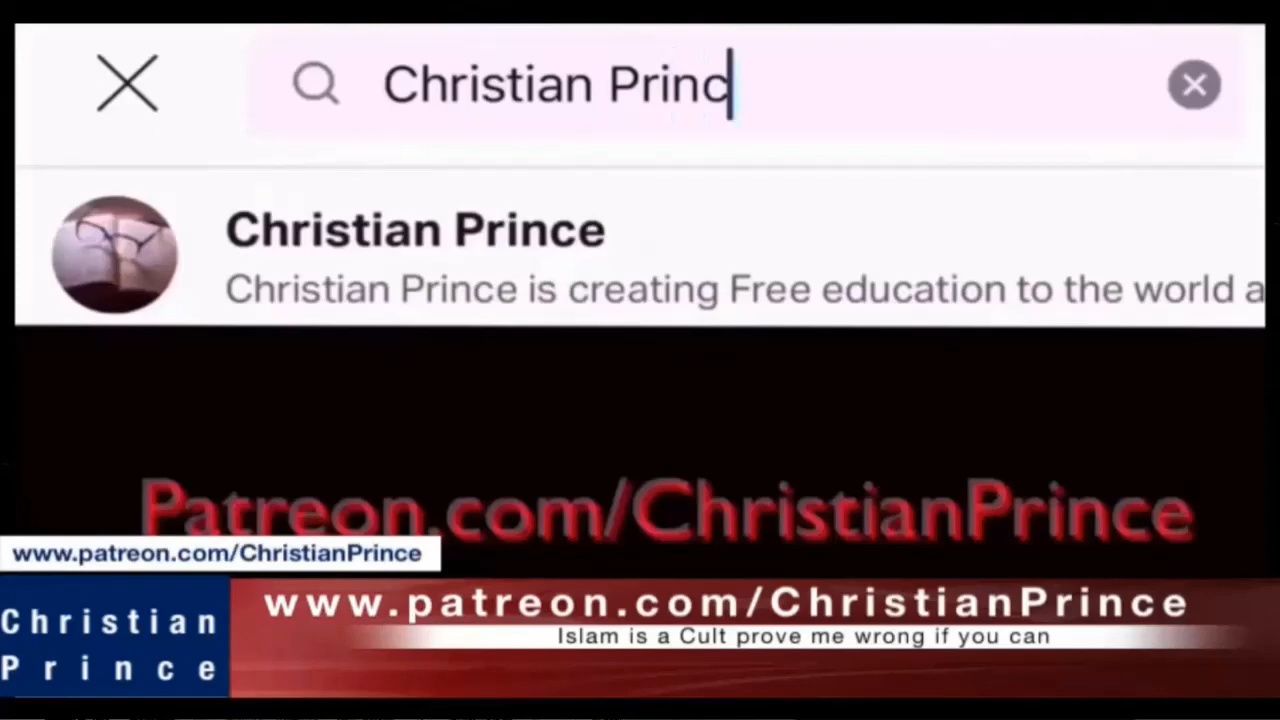 Christian Princ
Christian Prince
Christian Prince is creating Free education to the world a
Patreon.com/ChristianPrince
www.patreon.com/ChristianPrince
Christian
Prince
www.patreon.com/ChristianPrince
Islam is a Cult prove me wrong if you can